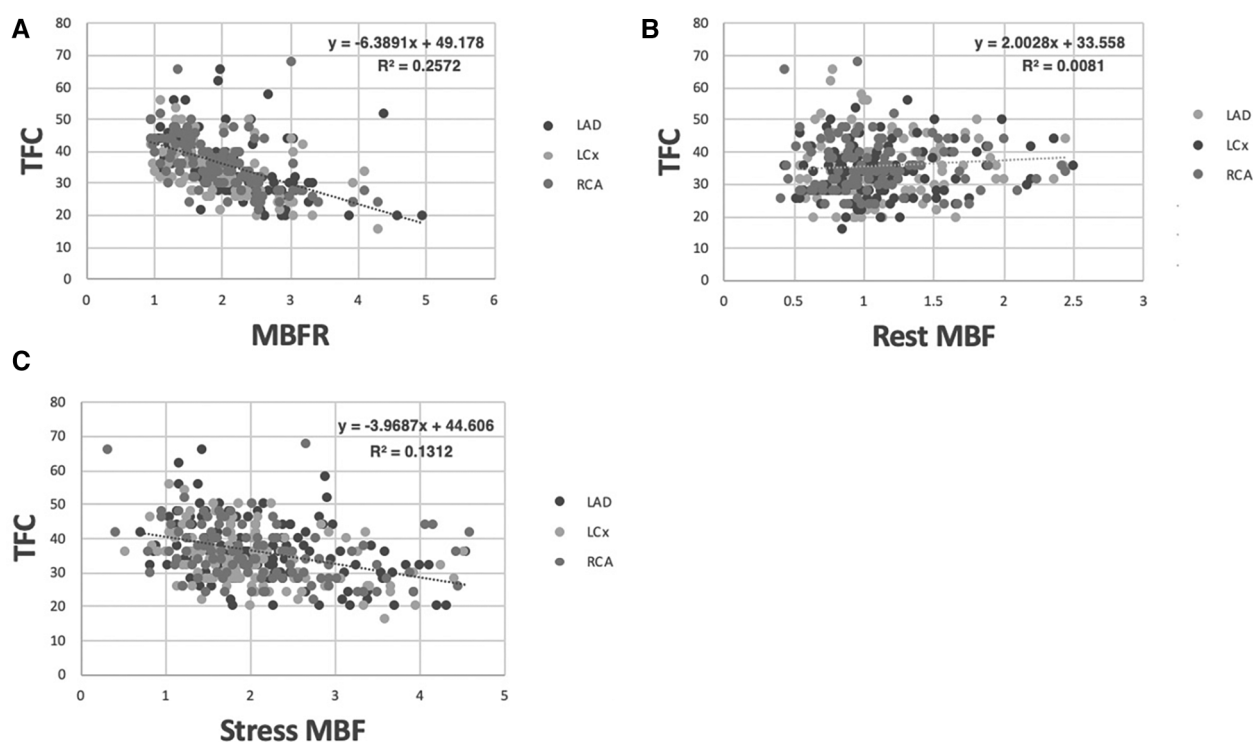 A
y = -6.3891x + 49.178
R² = 0.2572
80
70
60
50
40
30
20
10
0
TFC
0 1 2 3 4 5 6
MBFR
LAD
LCx
RCA
B
y = 2.0028x + 33.558
R² = 0.0081
80
70
60
50
40
30
20
10
0
TFC
0 0.5 1 1.5 2 2.5 3
Rest MBF
LAD
LCx
RCA
C
y = -3.9687x + 44.606
R² = 0.1312
80
70
60
50
40
30
20
10
0
TFC
0 1 2 3 4 5
Stress MBF
LAD
LCx
RCA